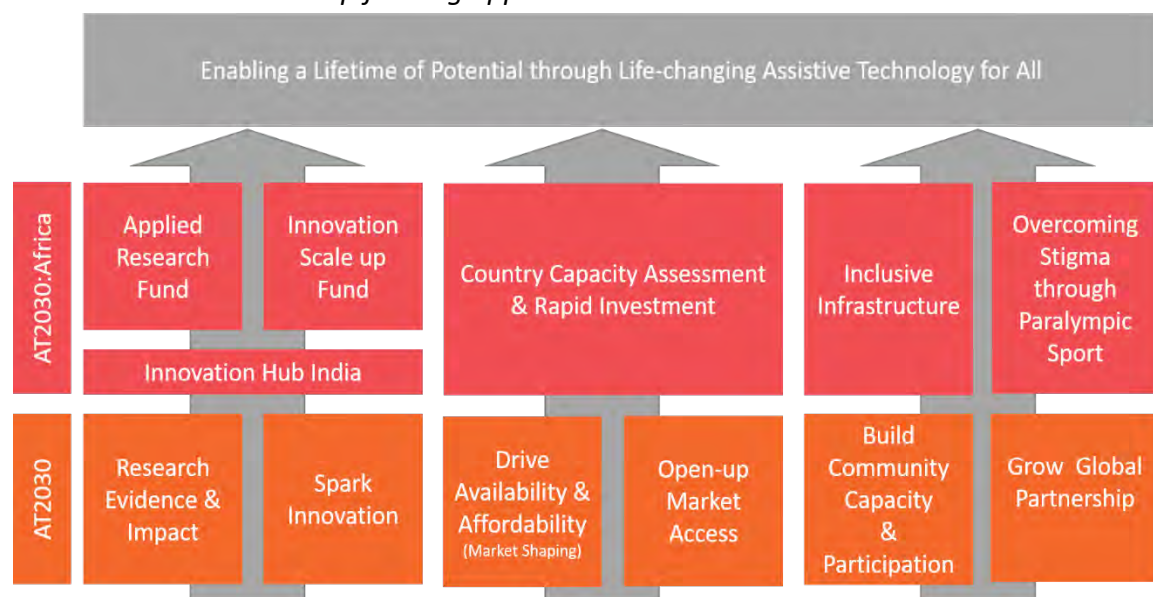 Enabling a Lifetime of Potential through Life-changing Assistive Technology for All
AT2030:Africa
Applied
Research
Fund
Innovation
Scale up
Fund
Innovation Hub India
Country Capacity Assessment
& Rapid Investment
Inclusive
Infrastructure
Overcoming
Stigma
through
Paralympic
Sport
AT2030
Research
Evidence &
Impact
Spark
Innovation
Drive
Availability &
Affordability
(Market Shaping)
Open-up
Market
Access
Build
Community
Capacity
&
Participation
Grow Global
Partnership